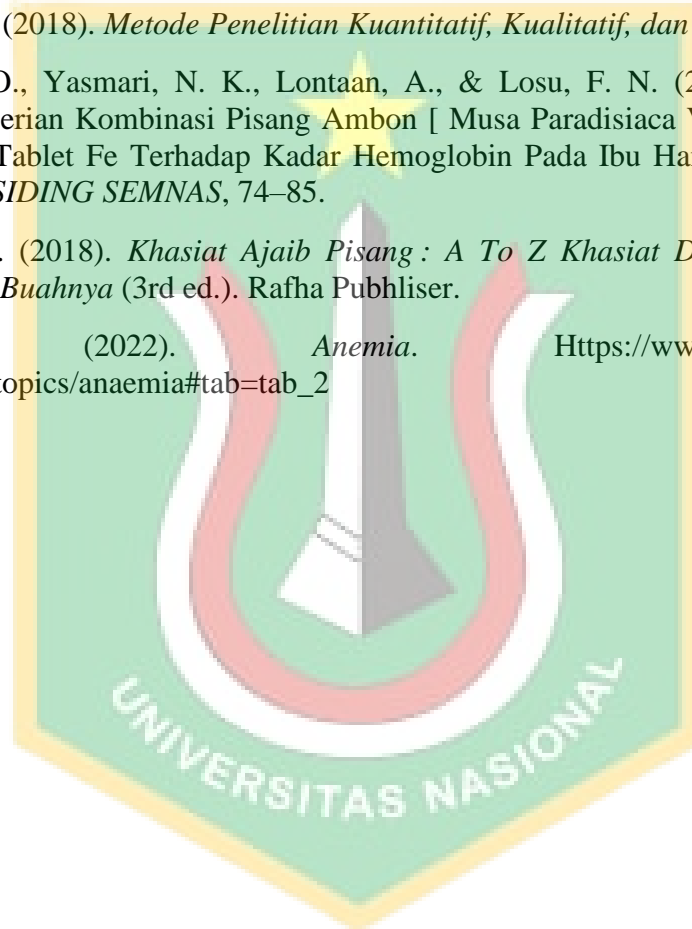 (2018). Metode Penelitian Kuantitatif, Kualitatif, dan
Yasmari, N. K., Lontaan, A., & Losu, F. N. (2
erian Kombinasi Pisang Ambon [ Musa Paradisiaca V
Tablet Fe Terhadap Kadar Hemoglobin Pada Ibu Ha
SIDING SEMNAS, 74–85.
(2018). Khasiat Ajaib Pisang : A To Z Khasiat D
Buahnya (3rd ed.). Rafha Pubhliser.
(2022). Anemia. Https://ww
topics/anaemia#tab=tab_2
UNIVERSITAS NASIONAL